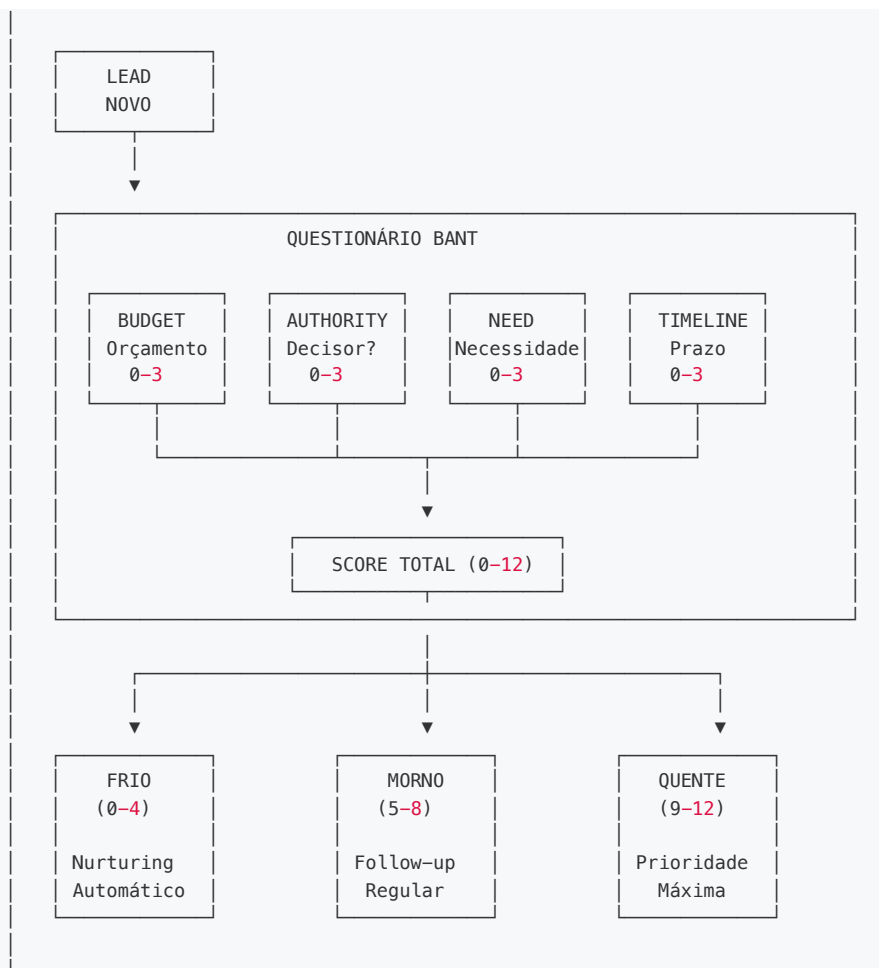 LEAD
NOVO
QUESTIONÁRIO BANT
BUDGET AUTHORITY NEED TIMELINE
Orçamento Decisor? Necessidade Prazo
0-3 0-3 0-3 0-3
SCORE TOTAL (0-12)
FRIO MORNO QUENTE
(0-4) (5-8) (9-12)
Nurturing Follow-up Prioridade
Automático Regular Máxima